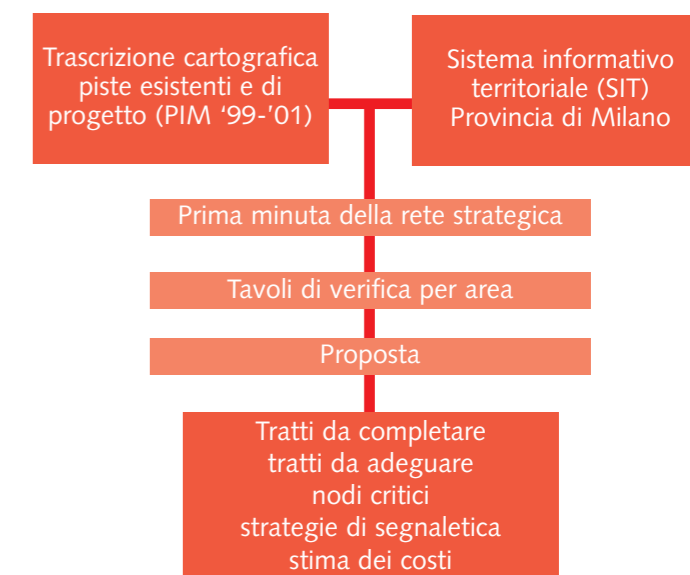 Trascrizione cartografica
piste esistenti e di
progetto (PIM ‘99-’01)
Sistema informativo
territoriale (SIT)
Provincia di Milano
Prima minuta della rete strategica
Tavoli di verifica per area
Proposta
Tratti da completare
tratti da adeguare
nodi critici
strategie di segnaletica
stima dei costi